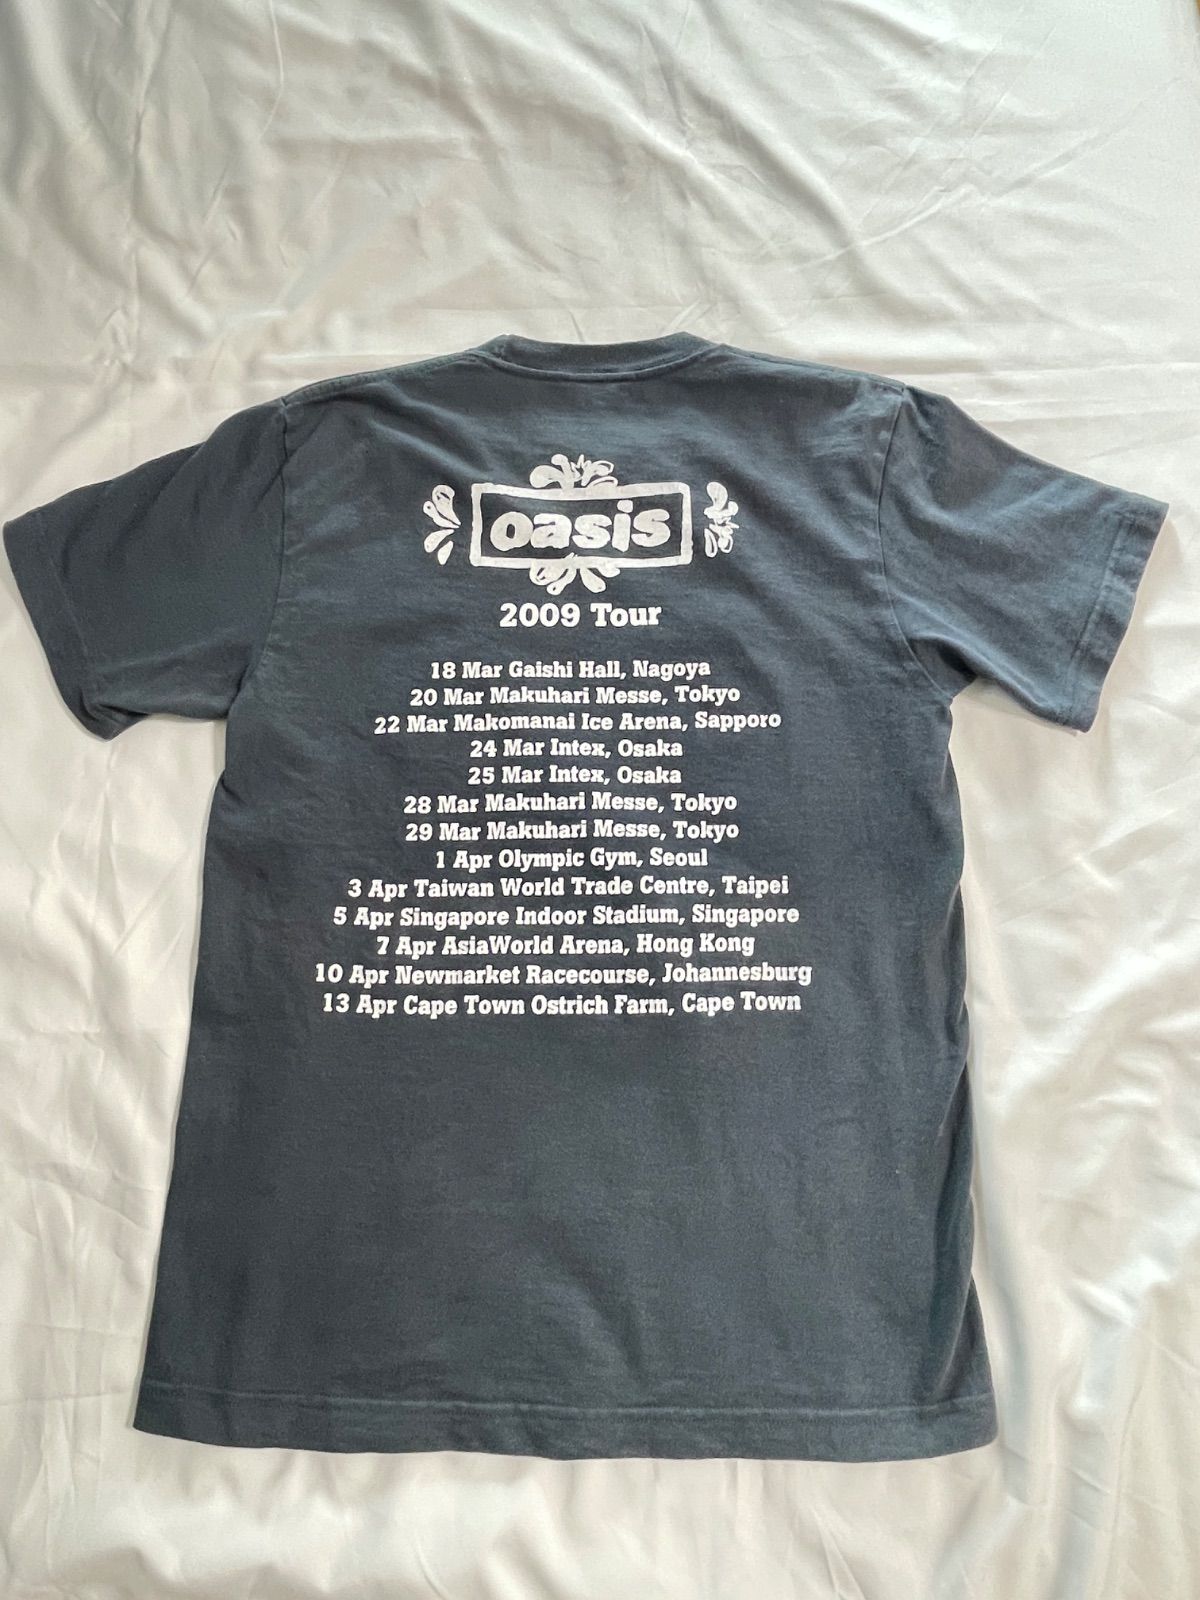 oasis
2009 Tour
18 Mar Gaishi Hall, Nagoya
20 Mar Makuhari Messe, Tokyo
22 Mar Makomanai Ice Arena, Sapporo
24 Mar Intex, Osaka
25 Mar Intex, Osaka
28 Mar Makuhari Messe, Tokyo
29 Mar Makuhari Messe, Tokyo
1 Apr Olympic Gym, Seoul
3 Apr Taiwan World Trade Centre, Taipei
5 Apr Singapore Indoor Stadium, Singapore
7 Apr AsiaWorld Arena, Hong Kong
10 Apr Newmarket Racecourse, Johannesburg
13 Apr Cape Town Ostrich Farm, Cape Town